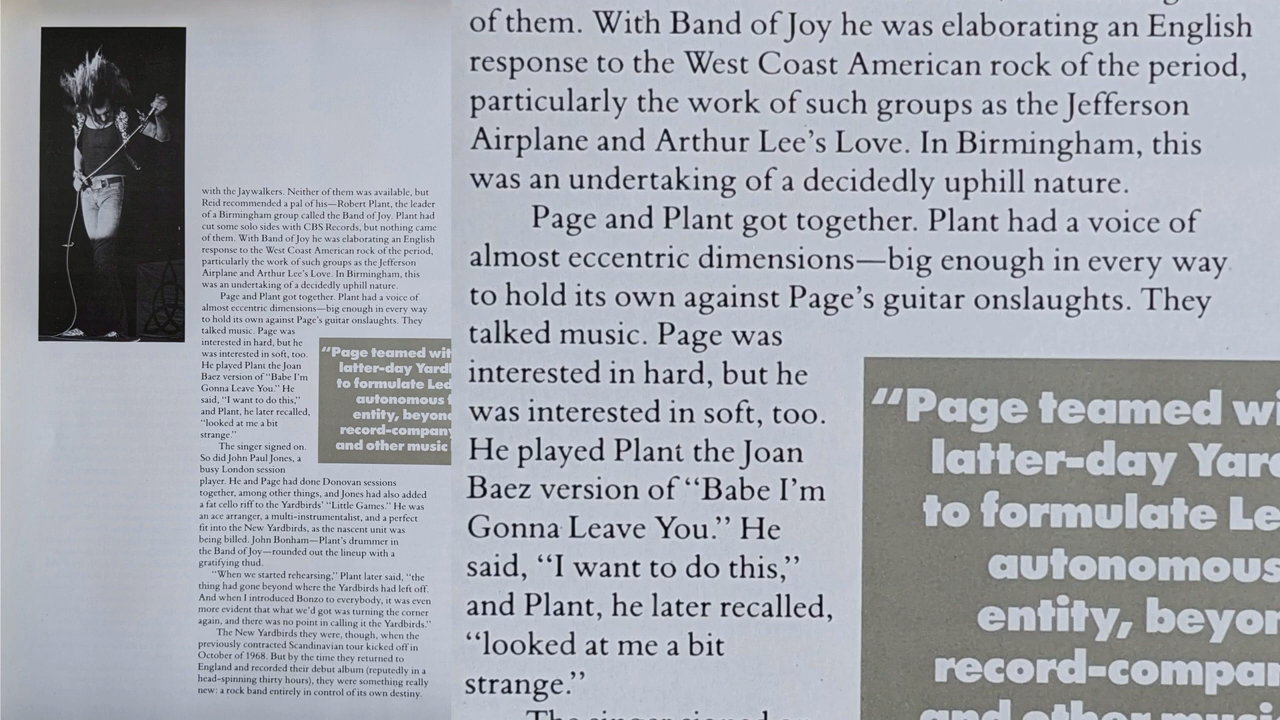 with the Jaywalkers. Neither of them was available, but
Reid recommended a pal of his—Robert Plant, the leader
of a Birmingham group called the Band of Joy. Plant had
cut some solo sides with CBS Records, but nothing came
of them. With Band of Joy he was elaborating an English
response to the West Coast American rock of the period,
particularly the work of such groups as the Jefferson
Airplane and Arthur Lee's Love. In Birmingham, this
was an undertaking of a decidedly uphill nature.
Page and Plant got together. Plant had a voice of
almost eccentric dimensions—big enough in every way
to hold its own against Page's guitar onslaughts. They
talked music. Page was
interested in hard, but he
was interested in soft, too.
He played Plant the Joan
Baez version of "Babe I'm
Gonna Leave You." He
said, "I want to do this,"
and Plant, he later recalled,
"looked at me a bit
strange."
The singer signed on.
So did John Paul Jones, a
busy London session
player. He and Page had done Donovan sessions
together, among other things, and Jones had also added
a fat cello riff to the Yardbirds' "Little Games." He was
an ace arranger, a multi-instrumentalist, and a perfect
fit into the New Yardbirds, as the nascent unit was
being billed. John Bonham—Plant's drummer in
the Band of Joy—rounded out the lineup with a
gratifying thud.
"When we started rehearsing," Plant later said, "the
thing had gone beyond where the Yardbirds had left off.
And when I introduced Bonzo to everybody, it was even
more evident that what we'd got was turning the corner
again, and there was no point in calling it the Yardbirds."
The New Yardbirds they were, though, when the
previously contracted Scandinavian tour kicked off in
October of 1968. But by the time they returned to
England and recorded their debut album (reputedly in a
head-spinning thirty hours), they were something really
new: a rock band entirely in control of its own destiny.
"Page teamed wit
latter-day Yard
to formulate Led
autonomous
entity, beyon
record-company
and other music
of them. With Band of Joy he was elaborating an English
response to the West Coast American rock of the period,
particularly the work of such groups as the Jefferson
Airplane and Arthur Lee's Love. In Birmingham, this
was an undertaking of a decidedly uphill nature.
Page and Plant got together. Plant had a voice of
almost eccentric dimensions—big enough in every way
to hold its own against Page's guitar onslaughts. They
talked music. Page was
interested in hard, but he
was interested in soft, too.
He played Plant the Joan
Baez version of "Babe I'm
Gonna Leave You." He
said, "I want to do this,"
and Plant, he later recalled,
"looked at me a bit
strange."
The singer signed on.
"Page teamed wi
latter-day Yar
to formulate Le
autonomous
entity, beyon
record-compan
and other musi